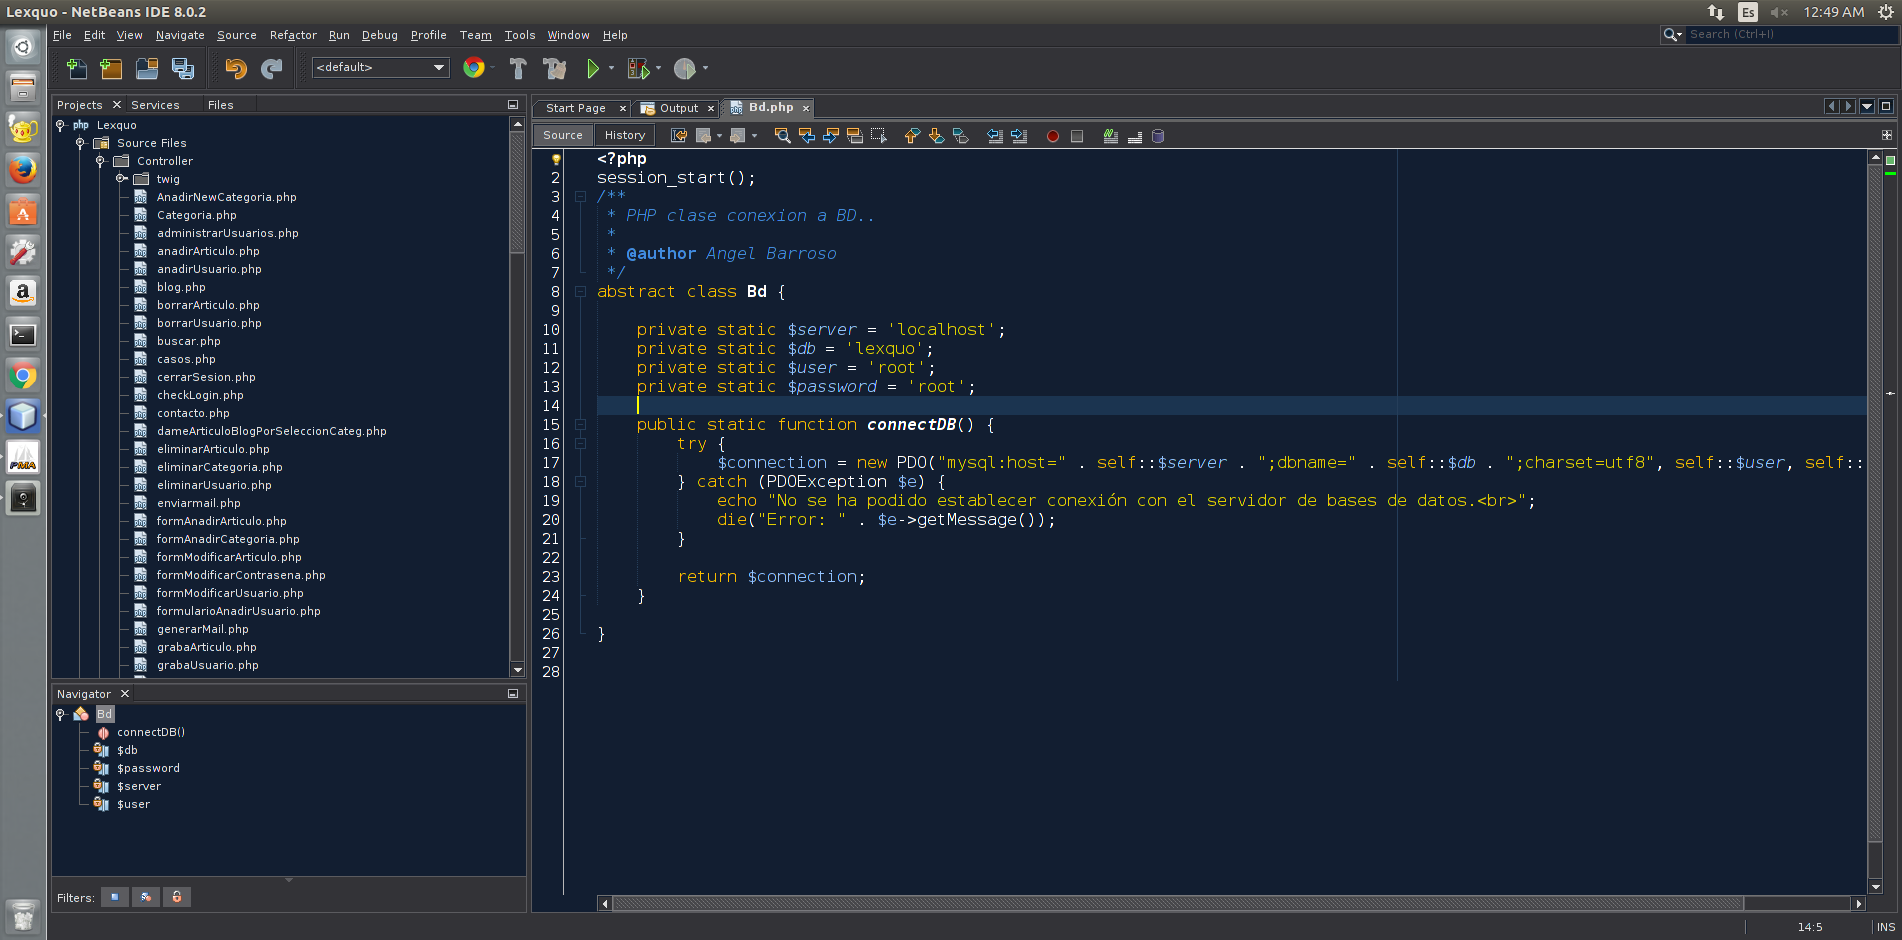 Lexquo - NetBeans IDE 8.0.2
Es
12:49 AM
File Edit View Navigate Source Refactor Run Debug Profile Team Tools Window Help
Search (Ctrl+I)
<default>
Projects Services Files
php Lexquo
Source Files
Controller
twig
AnadirNewCategoria.php
Categoria.php
administrarUsuarios.php
anadirArticulo.php
anadirUsuario.php
blog.php
borrarArticulo.php
borrarUsuario.php
buscar.php
casos.php
cerrarSesion.php
checkLogin.php
contacto.php
dameArticuloBlogPorSeleccionCateg.php
eliminarArticulo.php
eliminarCategoria.php
eliminarUsuario.php
enviarmail.php
formAnadirArticulo.php
formAnadirCategoria.php
formModificarArticulo.php
formModificarContrasena.php
formModificarUsuario.php
formularioAnadirUsuario.php
generarMail.php
grabaArticulo.php
grabaUsuario.php
PMA
Navigator
Bd
connectDB()
$db
$password
$server
$user
Filters:
Start Page Output Bd.php
Source History
<?php
2 session_start();
3 /**
4 * PHP clase conexion a BD..
5 *
6 * @author Angel Barroso
7 */
8 abstract class Bd {
9
10 private static $server = 'localhost';
11 private static $db = 'lexquo';
12 private static $user = 'root';
13 private static $password = 'root';
14
15 public static function connectDB() {
16 try {
17 $connection = new PDO("mysql:host=" . self::$server . ";dbname=" . self::$db . ";charset=utf8", self::$user, self::
18 } catch (PDOException $e) {
19 echo "No se ha podido establecer conexión con el servidor de bases de datos.<br>";
20 die("Error: " . $e->getMessage());
21 }
22
23 return $connection;
24 }
25
26 }
27
28
14:5 INS